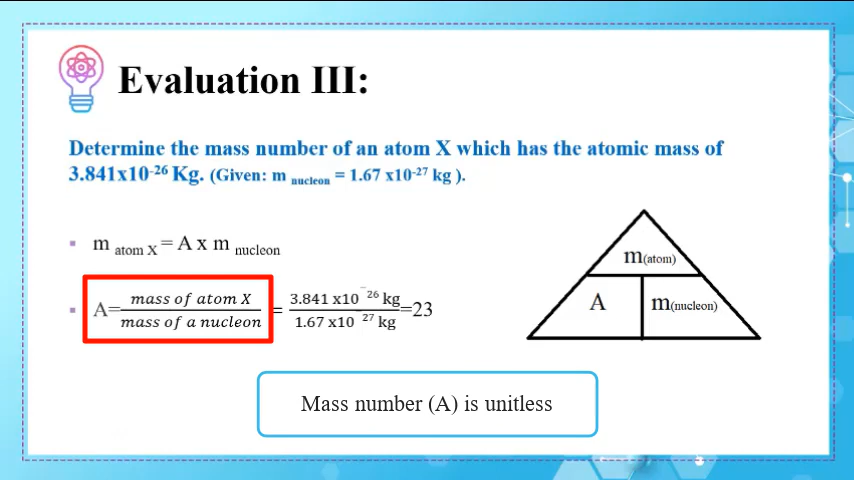 Evaluation III:
Determine the mass number of an atom X which has the atomic mass of
3.841x10⁻²⁶ Kg. (Given: m nucleon = 1.67 x10⁻²⁷ kg ).
m atom X = A x m nucleon
A= mass of atom X / mass of a nucleon = 3.841 x10⁻²⁶ kg / 1.67 x10⁻²⁷ kg =23
m(atom)
A m(nucleon)
Mass number (A) is unitless